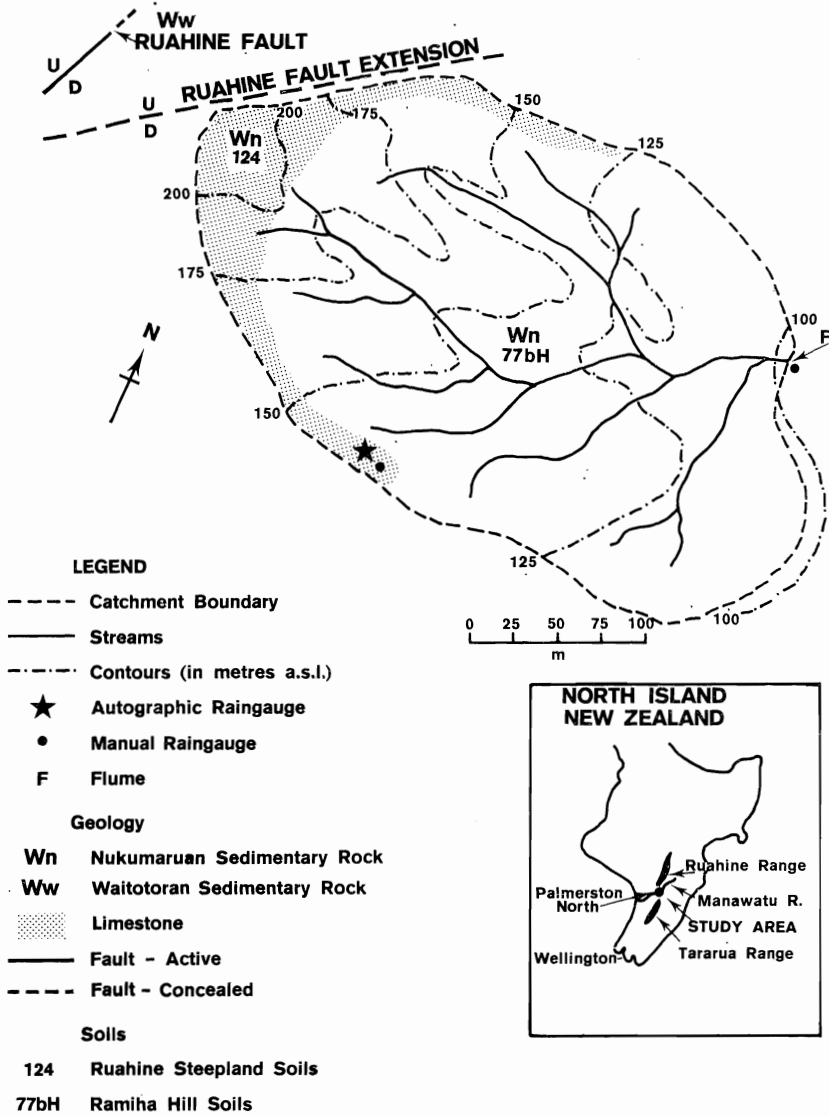 Ww
RUAHINE FAULT
U
D
RUAHINE FAULT EXTENSION
U
D
200
175
150
125
Wn
124
200
175
N
Wn
77bH
100
F
150
125
100
0 25 50 75 100
m
LEGEND
Catchment Boundary
Streams
Contours (in metres a.s.l.)
Autographic Raingauge
Manual Raingauge
F Flume
Geology
Wn Nukumaruan Sedimentary Rock
Ww Waitotoran Sedimentary Rock
Limestone
Fault - Active
Fault - Concealed
Soils
124 Ruahine Steepland Soils
77bH Ramiha Hill Soils
NORTH ISLAND
NEW ZEALAND
Ruahine Range
Palmerston
North
Manawatu R.
STUDY AREA
Wellington
Tararua Range